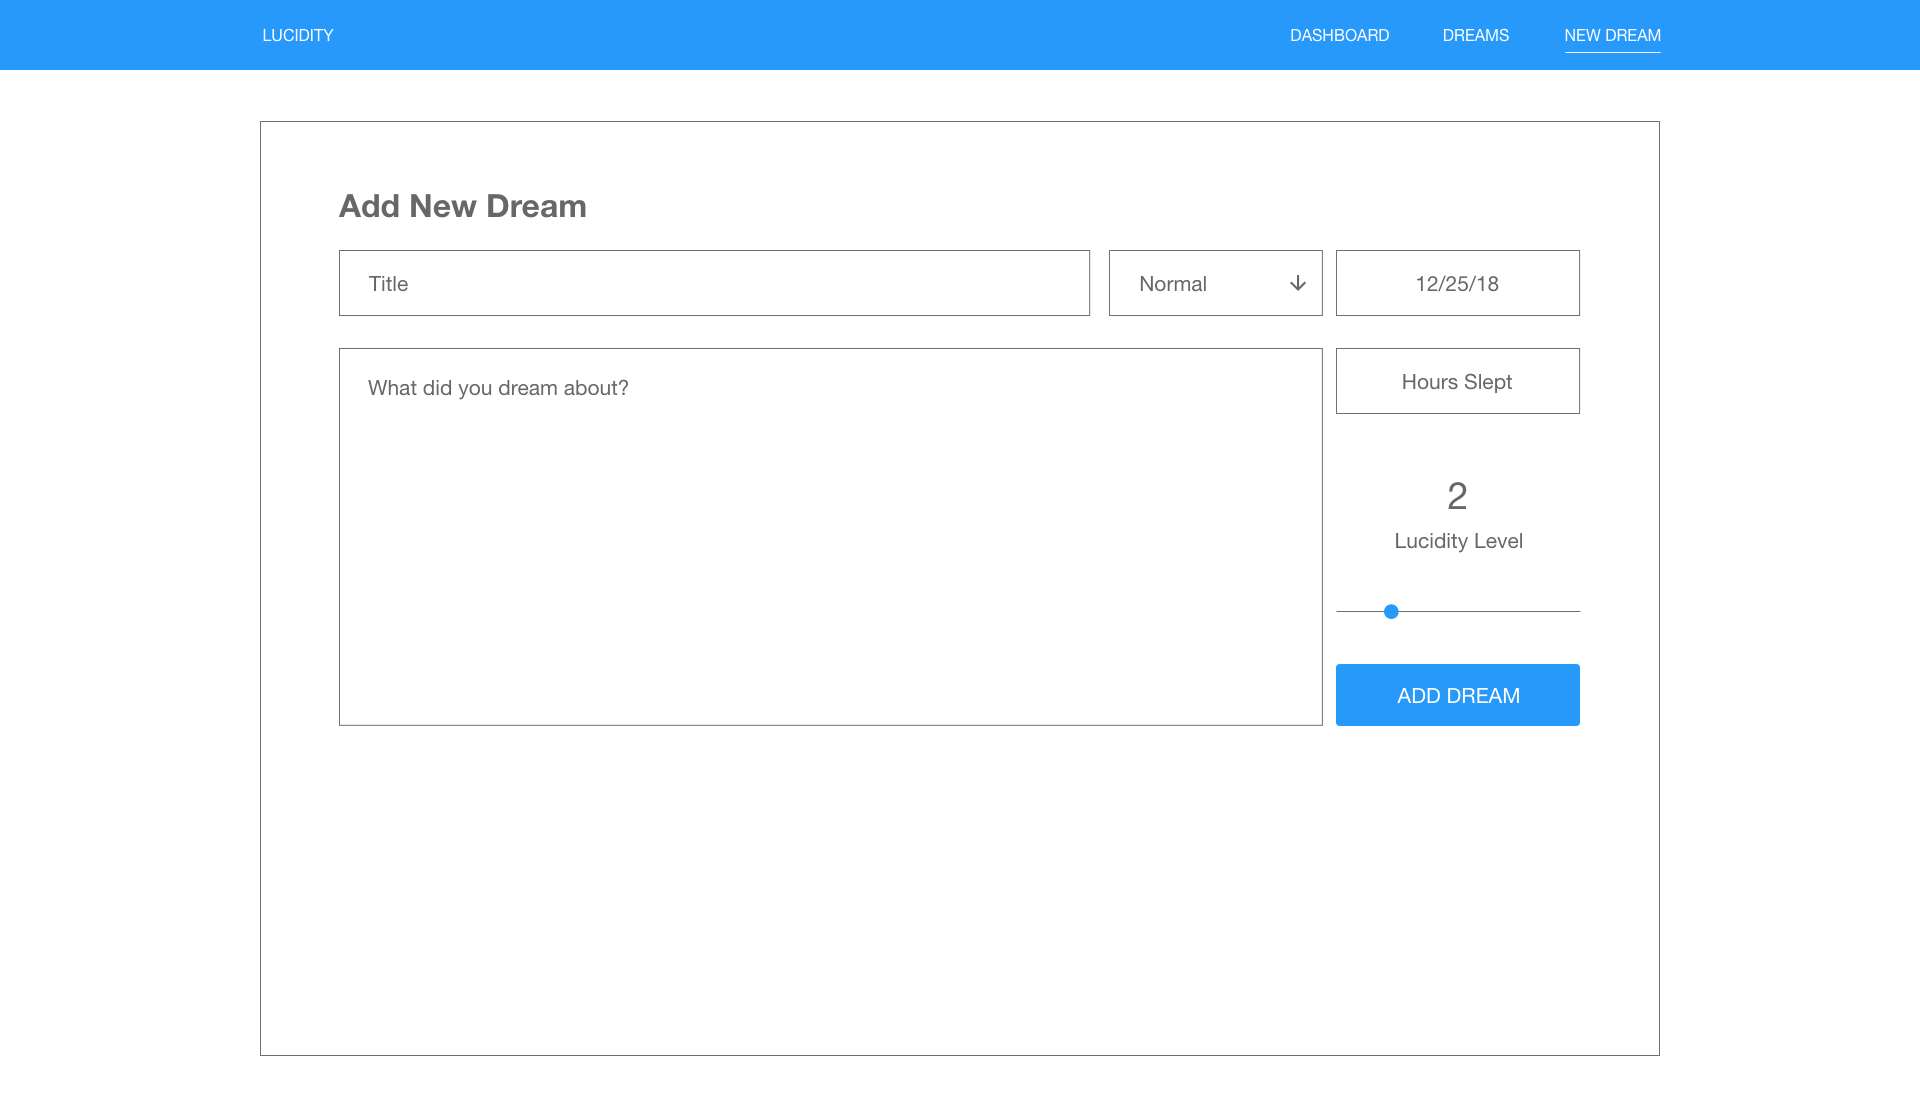 LUCIDITY DASHBOARD DREAMS NEW DREAM
Add New Dream
Title Normal 12/25/18
What did you dream about? Hours Slept
2
Lucidity Level
ADD DREAM